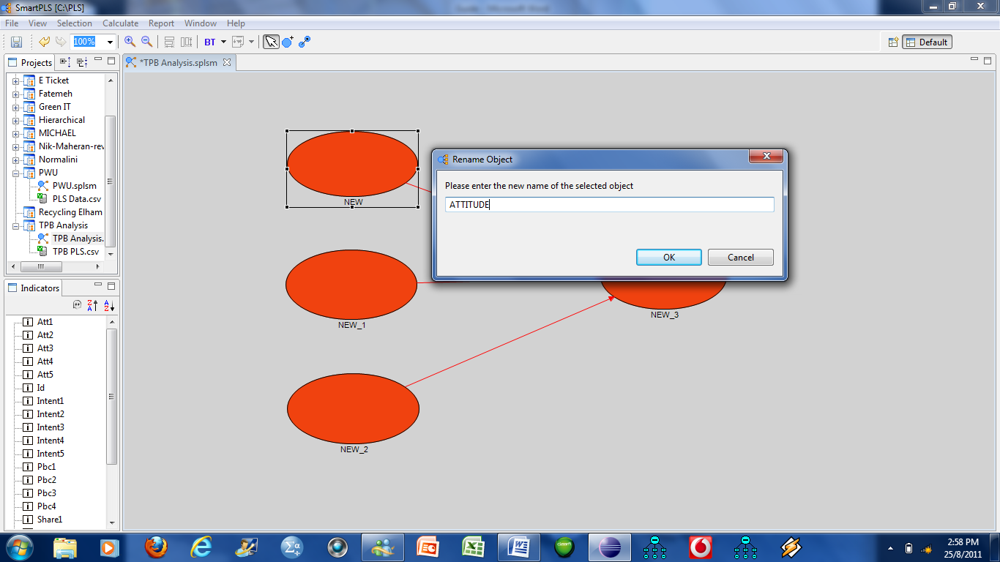 SmartPLS [C:\PLS]
File View Selection Calculate Report Window Help
100% BT Default
Projects
*TPB Analysis.splsm
E Ticket
Fatemeh
Green IT
Hierarchical
MICHAEL
Nik-Maheran-rev
Normalini
PWU
PWU.splsm
PLS Data.csv
Recycling Elham
TPB Analysis
TPB Analysis.
TPB PLS.csv
Indicators
Att1
Att2
Att3
Att4
Att5
Id
Intent1
Intent2
Intent3
Intent4
Intent5
Pbc1
Pbc2
Pbc3
Pbc4
Share1
NEW
NEW_1
NEW_2
NEW_3
Rename Object
Please enter the new name of the selected object
ATTITUDE
OK Cancel
2:58 PM
25/8/2011